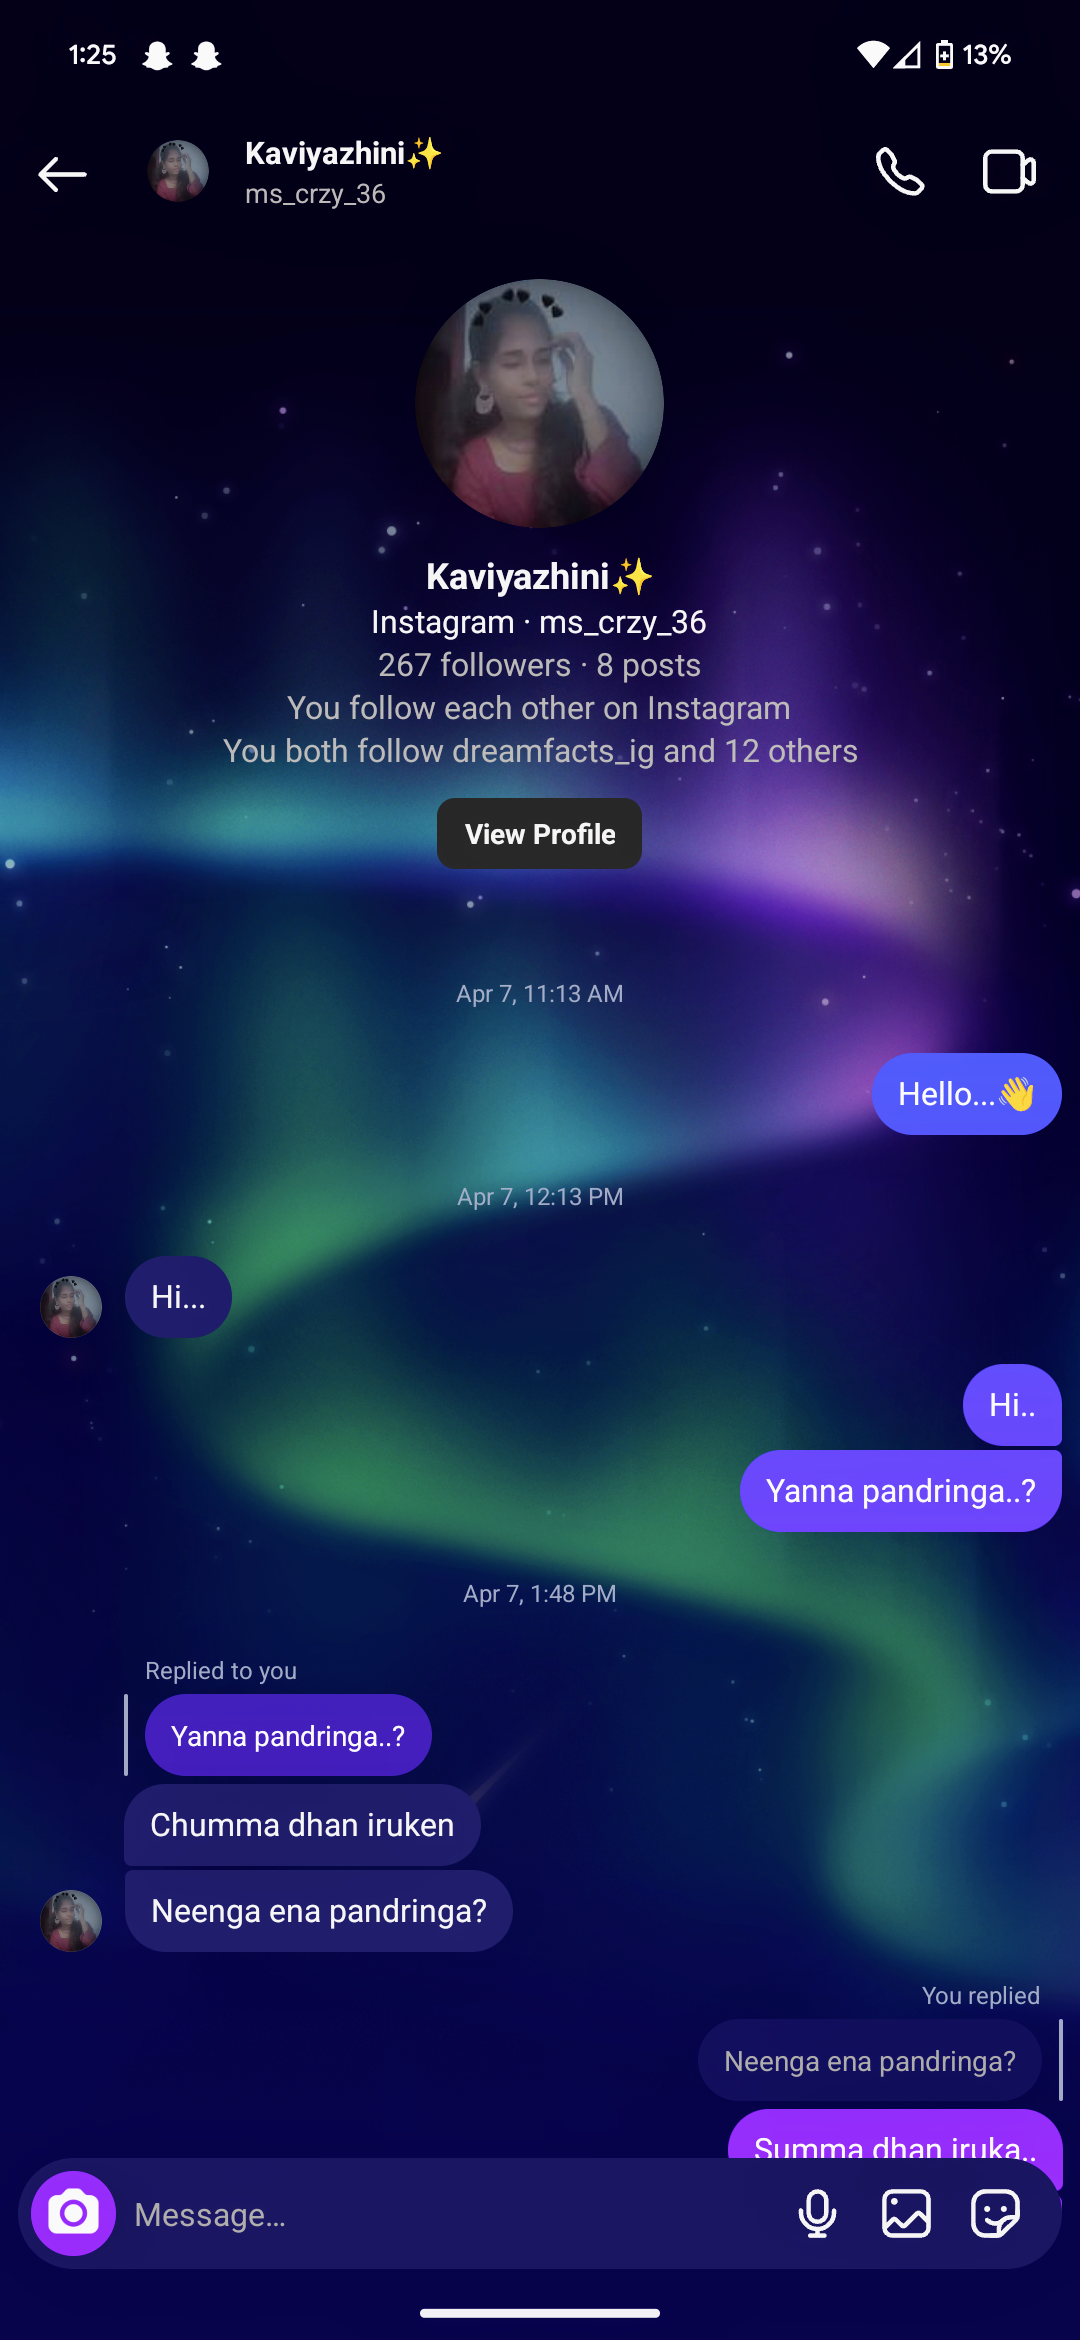 1:25
13%
Kaviyazhini✨
ms_crzy_36
Kaviyazhini✨
Instagram · ms_crzy_36
267 followers · 8 posts
You follow each other on Instagram
You both follow dreamfacts_ig and 12 others
View Profile
Apr 7, 11:13 AM
Hello...👋
Apr 7, 12:13 PM
Hi...
Hi..
Yanna pandringa..?
Apr 7, 1:48 PM
Replied to you
Yanna pandringa..?
Chumma dhan iruken
Neenga ena pandringa?
You replied
Neenga ena pandringa?
Summa dhan iruka..
Message...